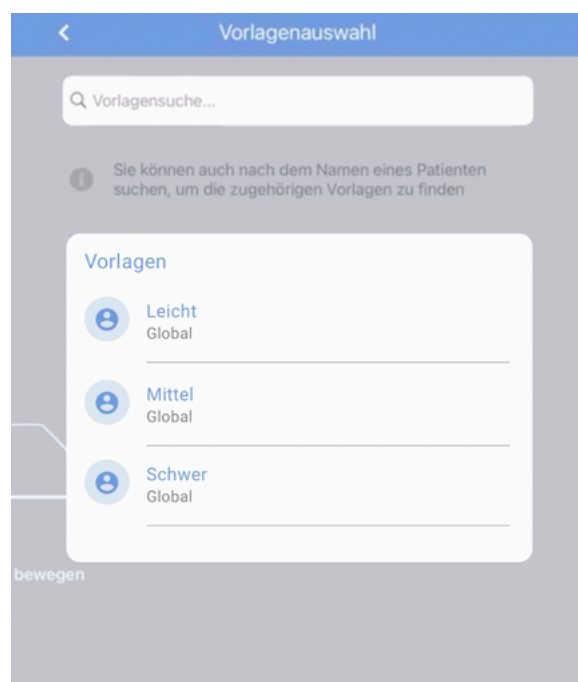 Vorlagenauswahl
Vorlagensuche...
Sie können auch nach dem Namen eines Patienten
suchen, um die zugehörigen Vorlagen zu finden
Vorlagen
Leicht
Global
Mittel
Global
Schwer
Global
bewegen